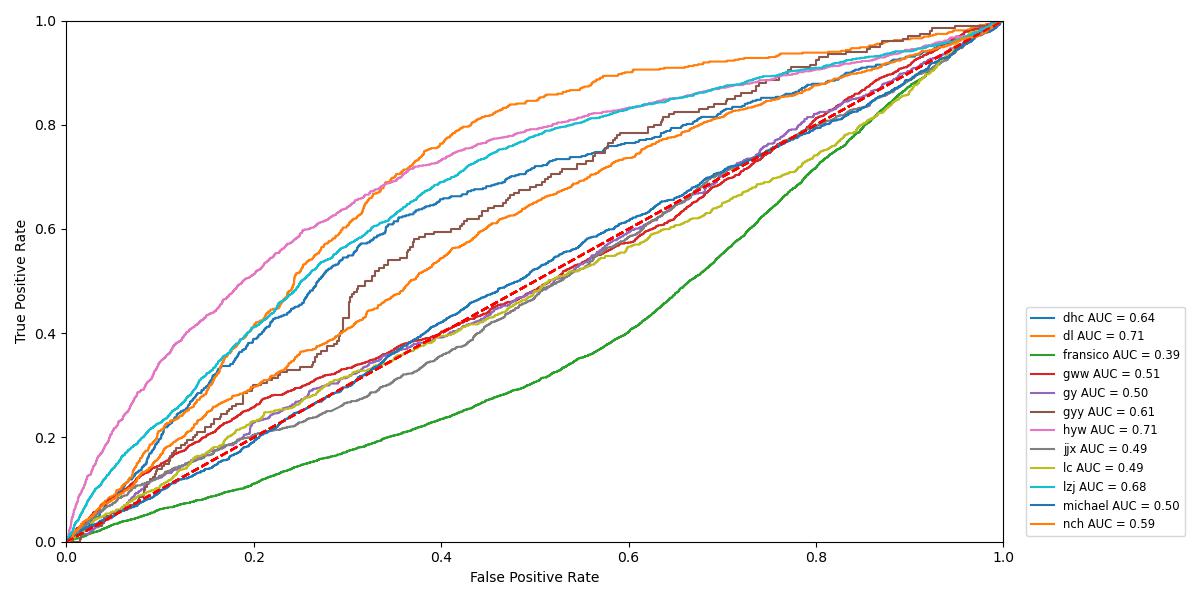 1.0
0.8
0.6
0.4
0.2
0.0
True Positive Rate
0.0 0.2 0.4 0.6 0.8 1.0
False Positive Rate
dhc AUC = 0.64
dl AUC = 0.71
fransico AUC = 0.39
gww AUC = 0.51
gy AUC = 0.50
gyy AUC = 0.61
hyw AUC = 0.71
jjx AUC = 0.49
lc AUC = 0.49
lzj AUC = 0.68
michael AUC = 0.50
nch AUC = 0.59